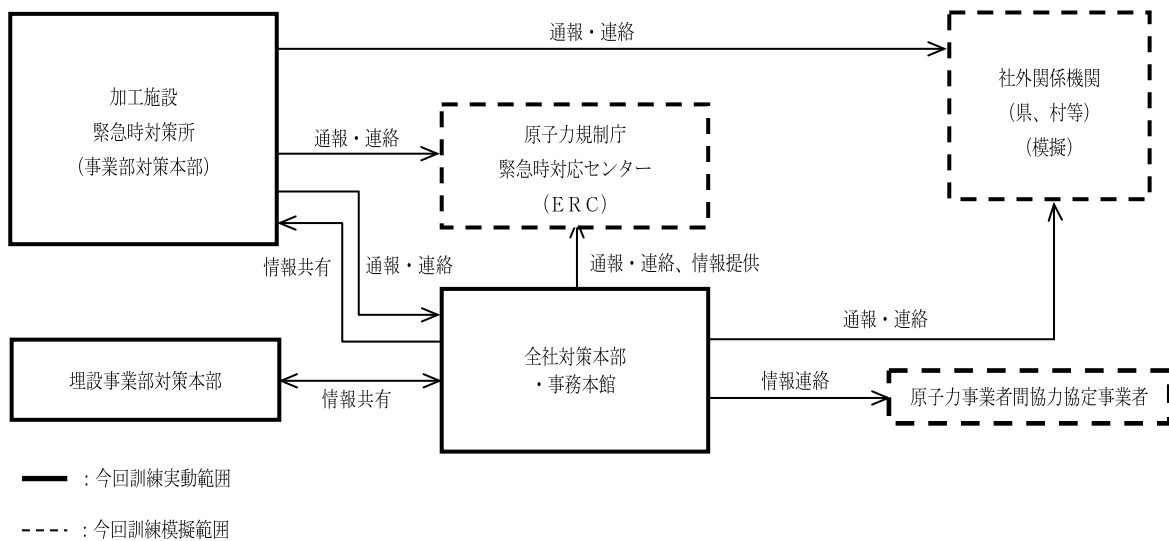 通報・連絡
加工施設
緊急時対策所
(事業部対策本部)
社外関係機関
(県、村等)
(模擬)
通報・連絡
原子力規制庁
緊急時対応センター
(ERC)
情報共有
通報・連絡
通報・連絡、情報提供
通報・連絡
全社対策本部
・事務本館
埋設事業部対策本部
情報共有
情報連絡
原子力事業者間協力協定事業者
:今回訓練実動範囲
:今回訓練模擬範囲